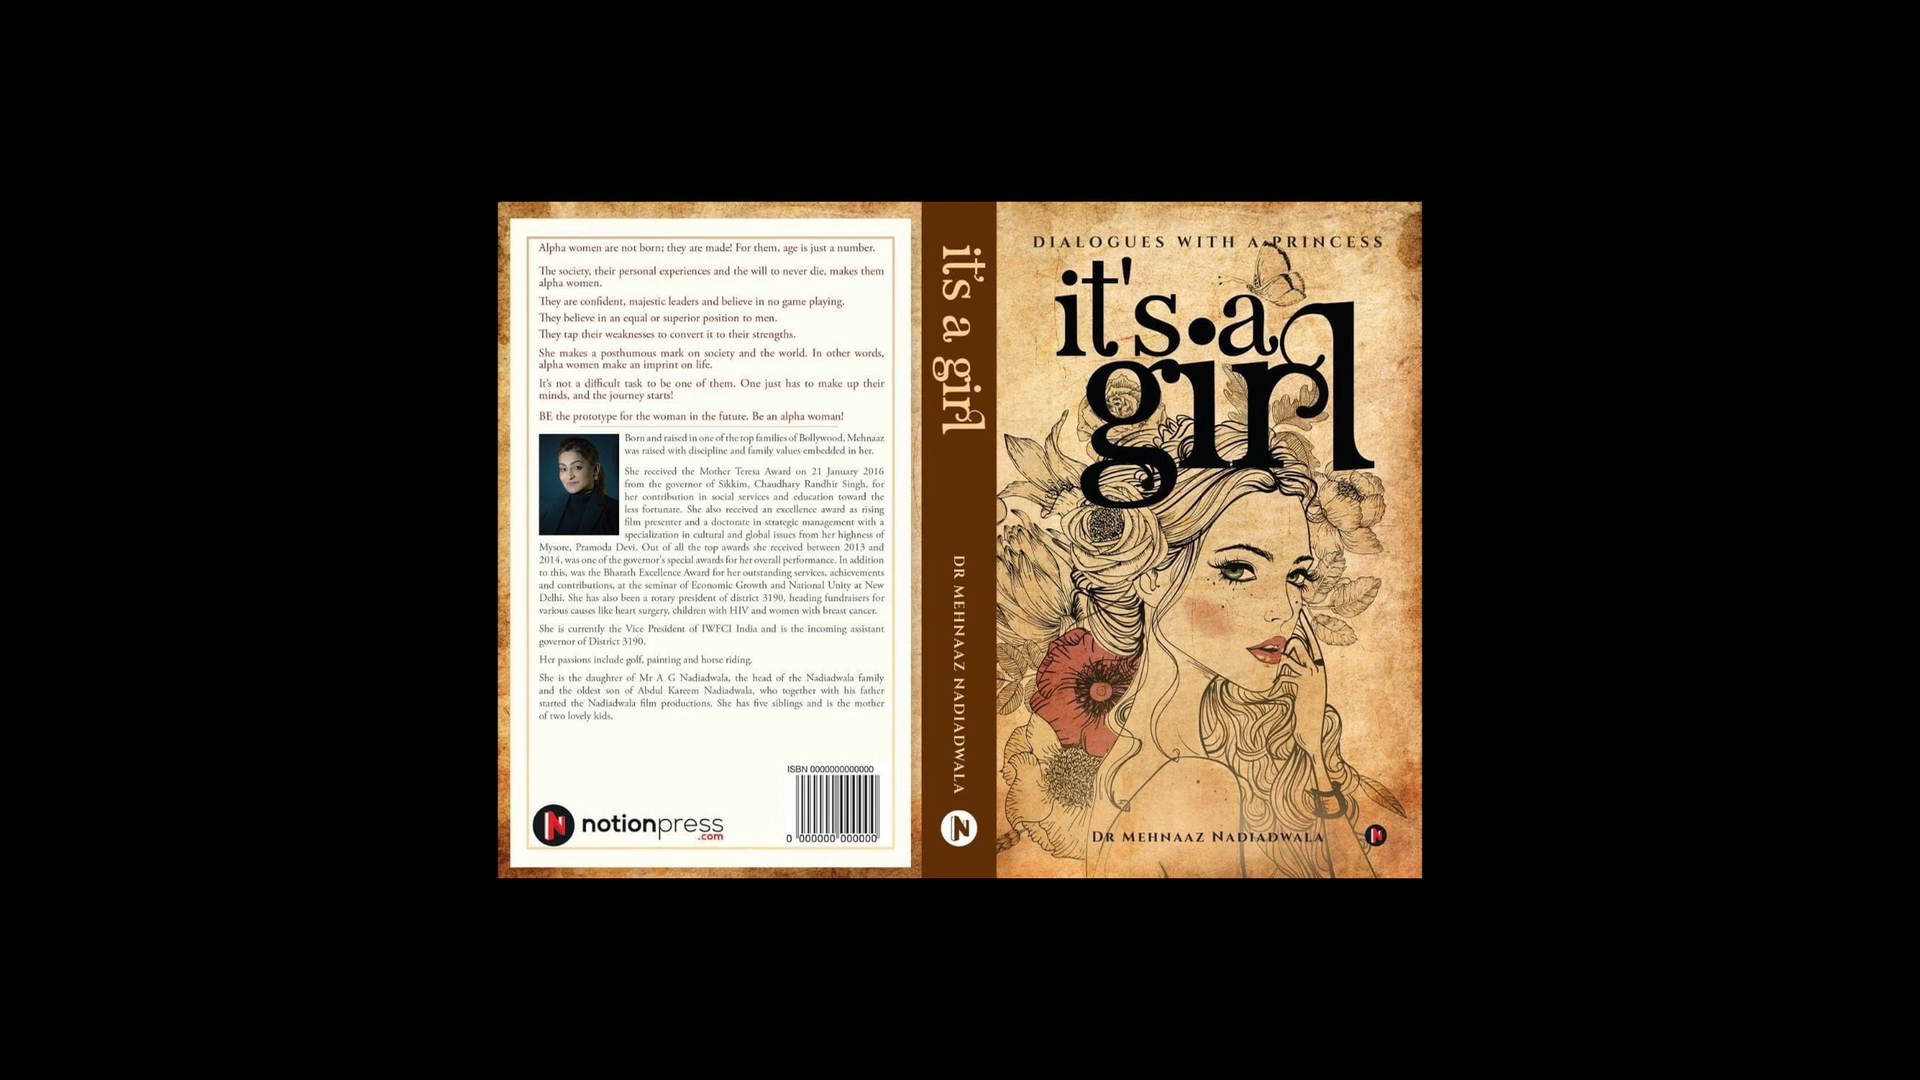 Alpha women are not born; they are made! For them, age is just a number.
The society, their personal experiences and the will to never die, makes them
alpha women.
They are confident, majestic leaders and believe in no game playing.
They believe in an equal or superior position to men.
They tap their weaknesses to convert it to their strengths.
She makes a posthumous mark on society and the world. In other words,
alpha women make an imprint on life.
It's not a difficult task to be one of them. One just has to make up their
minds, and the journey starts!
BE the prototype for the woman in the future. Be an alpha woman!
Born and raised in one of the top families of Bollywood, Mehnaaz
was raised with discipline and family values embedded in her.
She received the Mother Teresa Award on 21 January 2016
from the governor of Sikkim, Chaudhary Randhir Singh, for
her contribution in social services and education toward the
less fortunate. She also received an excellence award as rising
film presenter and a doctorate in strategic management with a
specialization in cultural and global issues from her highness of
Mysore, Pramoda Devi. Out of all the top awards she received between 2013 and
2014, was one of the governor's special awards for her overall performance. In addition
to this, was the Bharath Excellence Award for her outstanding services, achievements
and contributions, at the seminar of Economic Growth and National Unity at New
Delhi. She has also been a rotary president of district 3190, heading fundraisers for
various causes like heart surgery, children with HIV and women with breast cancer.
She is currently the Vice President of IWFCI India and is the incoming assistant
governor of District 3190.
Her passions include golf, painting and horse riding.
She is the daughter of Mr A G Nadiadwala, the head of the Nadiadwala family
and the oldest son of Abdul Kareem Nadiadwala, who together with his father
started the Nadiadwala film productions. She has five siblings and is the mother
of two lovely kids.
ISBN 0000000000000
0 000000 000000
N notionpress
.com
it's a girl
DR MEHNAAZ NADIADWALA
N
DIALOGUES WITH A PRINCESS
it's•a
girl
DR MEHNAAZ NADIADWALA
N